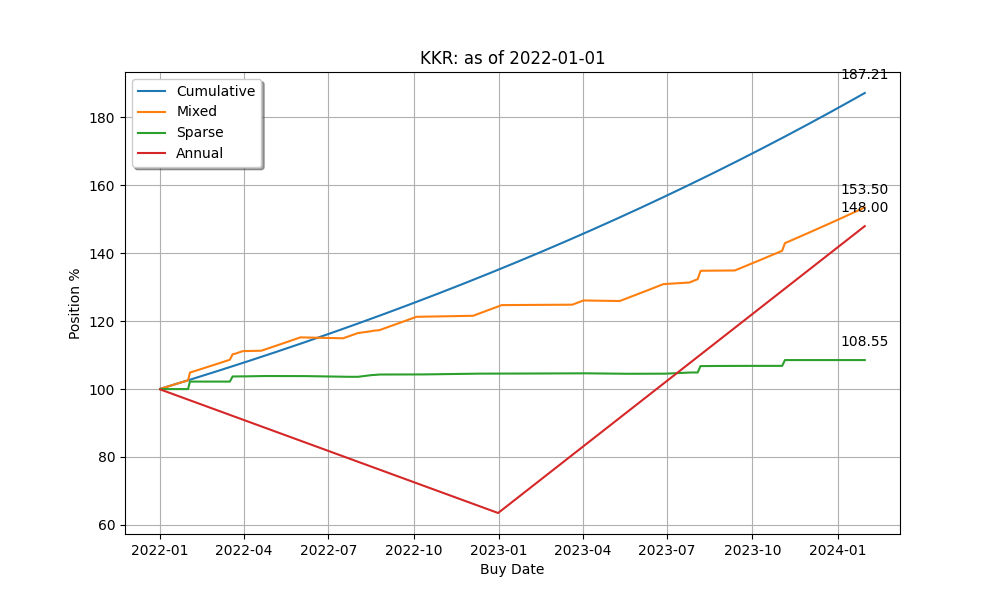 KKR: as of 2022-01-01
187.21
Cumulative
Mixed
Sparse
Annual
180
160
153.50
148.00
140
120
108.55
100
80
60
Position %
2022-01 2022-04 2022-07 2022-10 2023-01 2023-04 2023-07 2023-10 2024-01
Buy Date